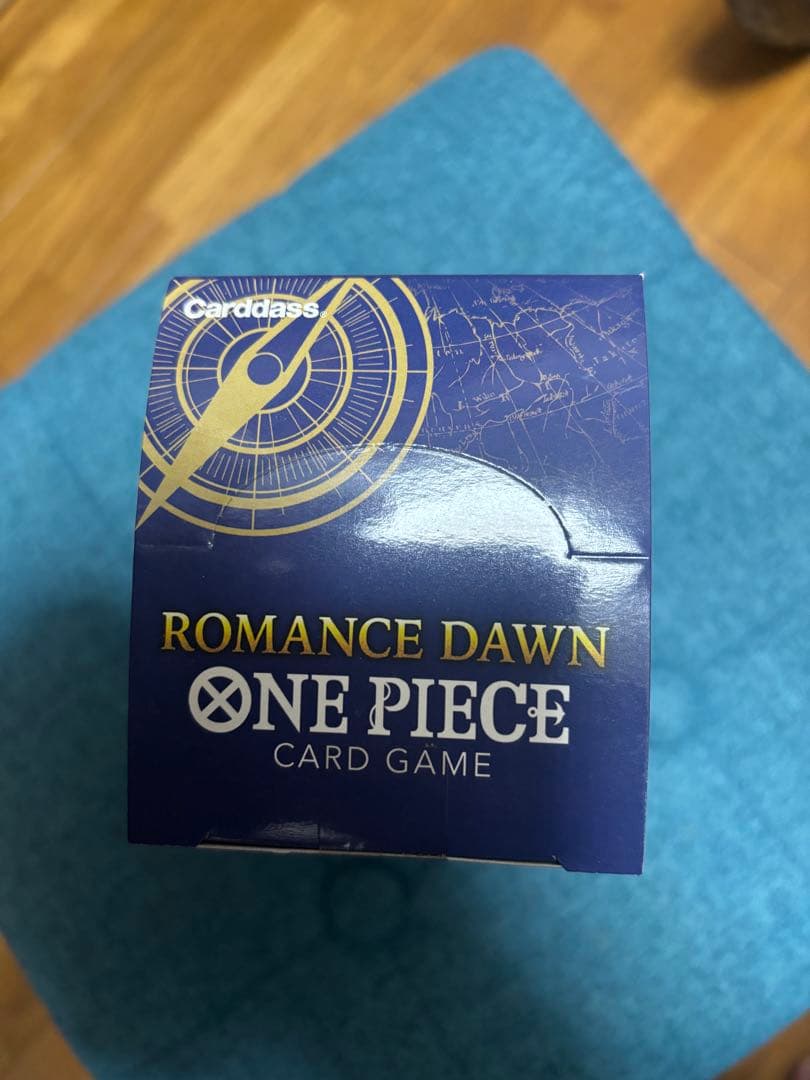 Carddass®
ROMANCE DAWN
ONE PIECE
CARD GAME